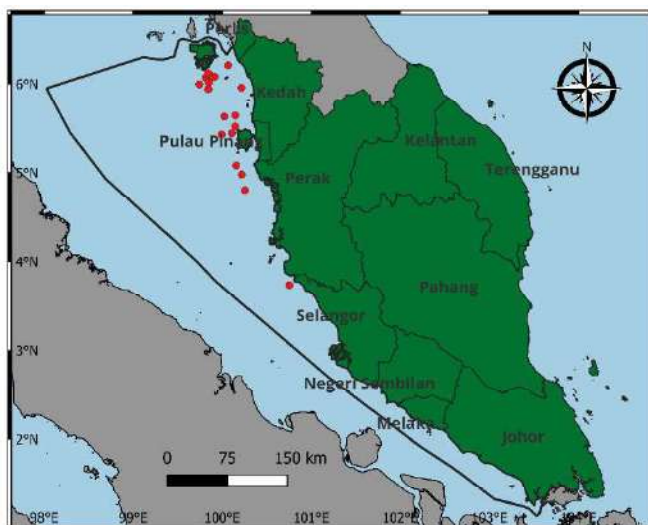 Perlis
N
6°N
Kedah
Kelantan
Pulau Pinang
Terengganu
5°N
Perak
4°N
Pahang
Selangor
3°N
Negeri Sembilan
Melaka
Johor
2°N
0 75 150 km
98°E 99°E 100°E 101°E 102°E 103°E 104°E